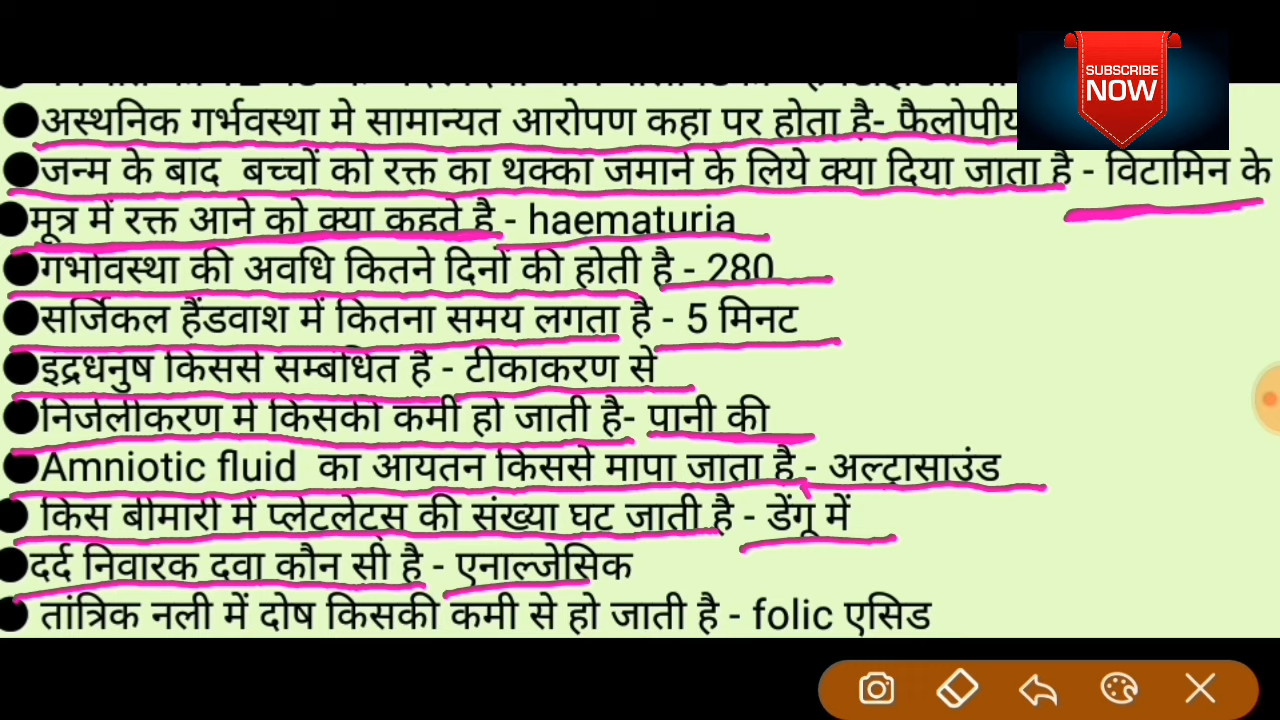 ●अस्थनिक गर्भवस्था मे सामान्यत आरोपण कहा पर होता है-
SUBSCRIBE
NOW
●जन्म के बाद बच्चों को रक्त का थक्का जमाने के लिये क्या दिया जाता है - विटामिन के
●मूत्र में रक्त आने को क्या कहते है - haematuria
●गर्भावस्था की अवधि कितने दिनों की होती है - 280
●सर्जिकल हैंडवाश में कितना समय लगता है - 5 मिनट
●इद्रधनुष किससे सम्बधित है - टीकाकरण से
●निर्जलीकरण में किसकी कमी हो जाती है- पानी की
●Amniotic fluid का आयतन किससे मापा जाता है - अल्ट्रासाउंड
● किस बीमारी में प्लेटलेट्स की संख्या घट जाती है - डेंगू में
●दर्द निवारक दवा कौन सी है - एनाल्जेसिक
● तांत्रिक नली में दोष किसकी कमी से हो जाती है - folic एसिड